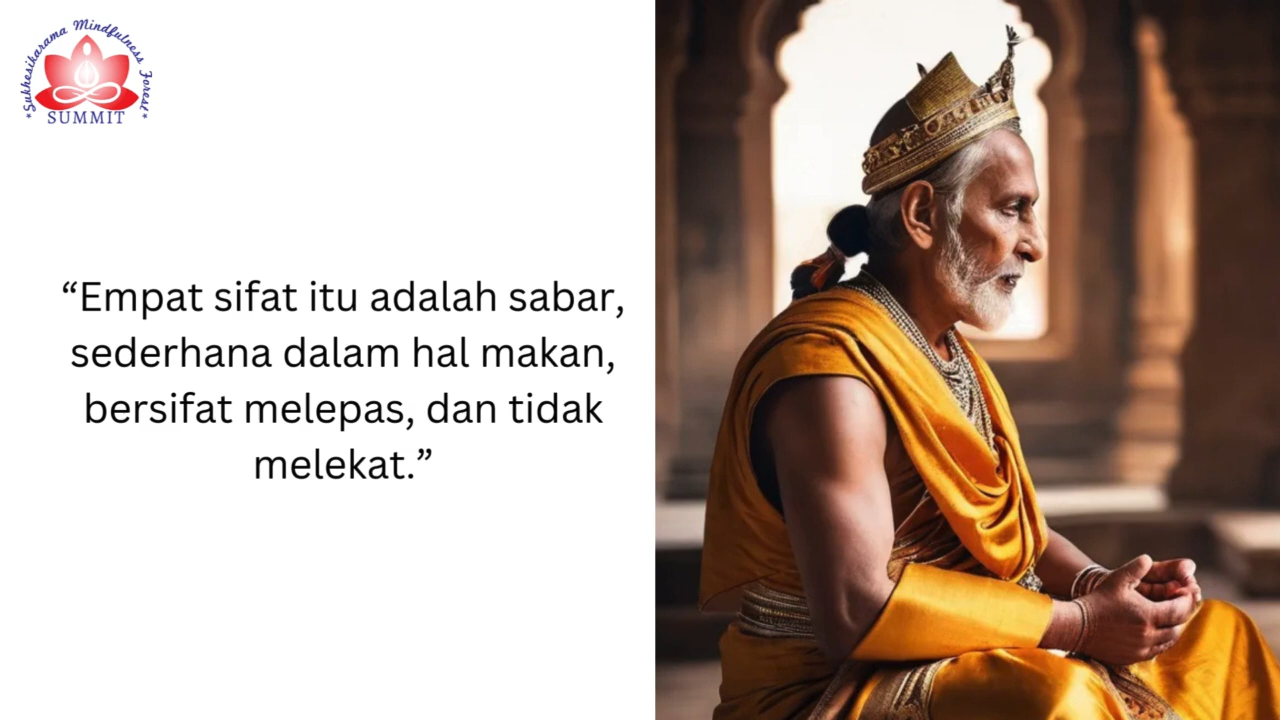 Sukhesikarama Mindfulness Forest
SUMMIT
“Empat sifat itu adalah sabar,
sederhana dalam hal makan,
bersifat melepas, dan tidak
melekat.”